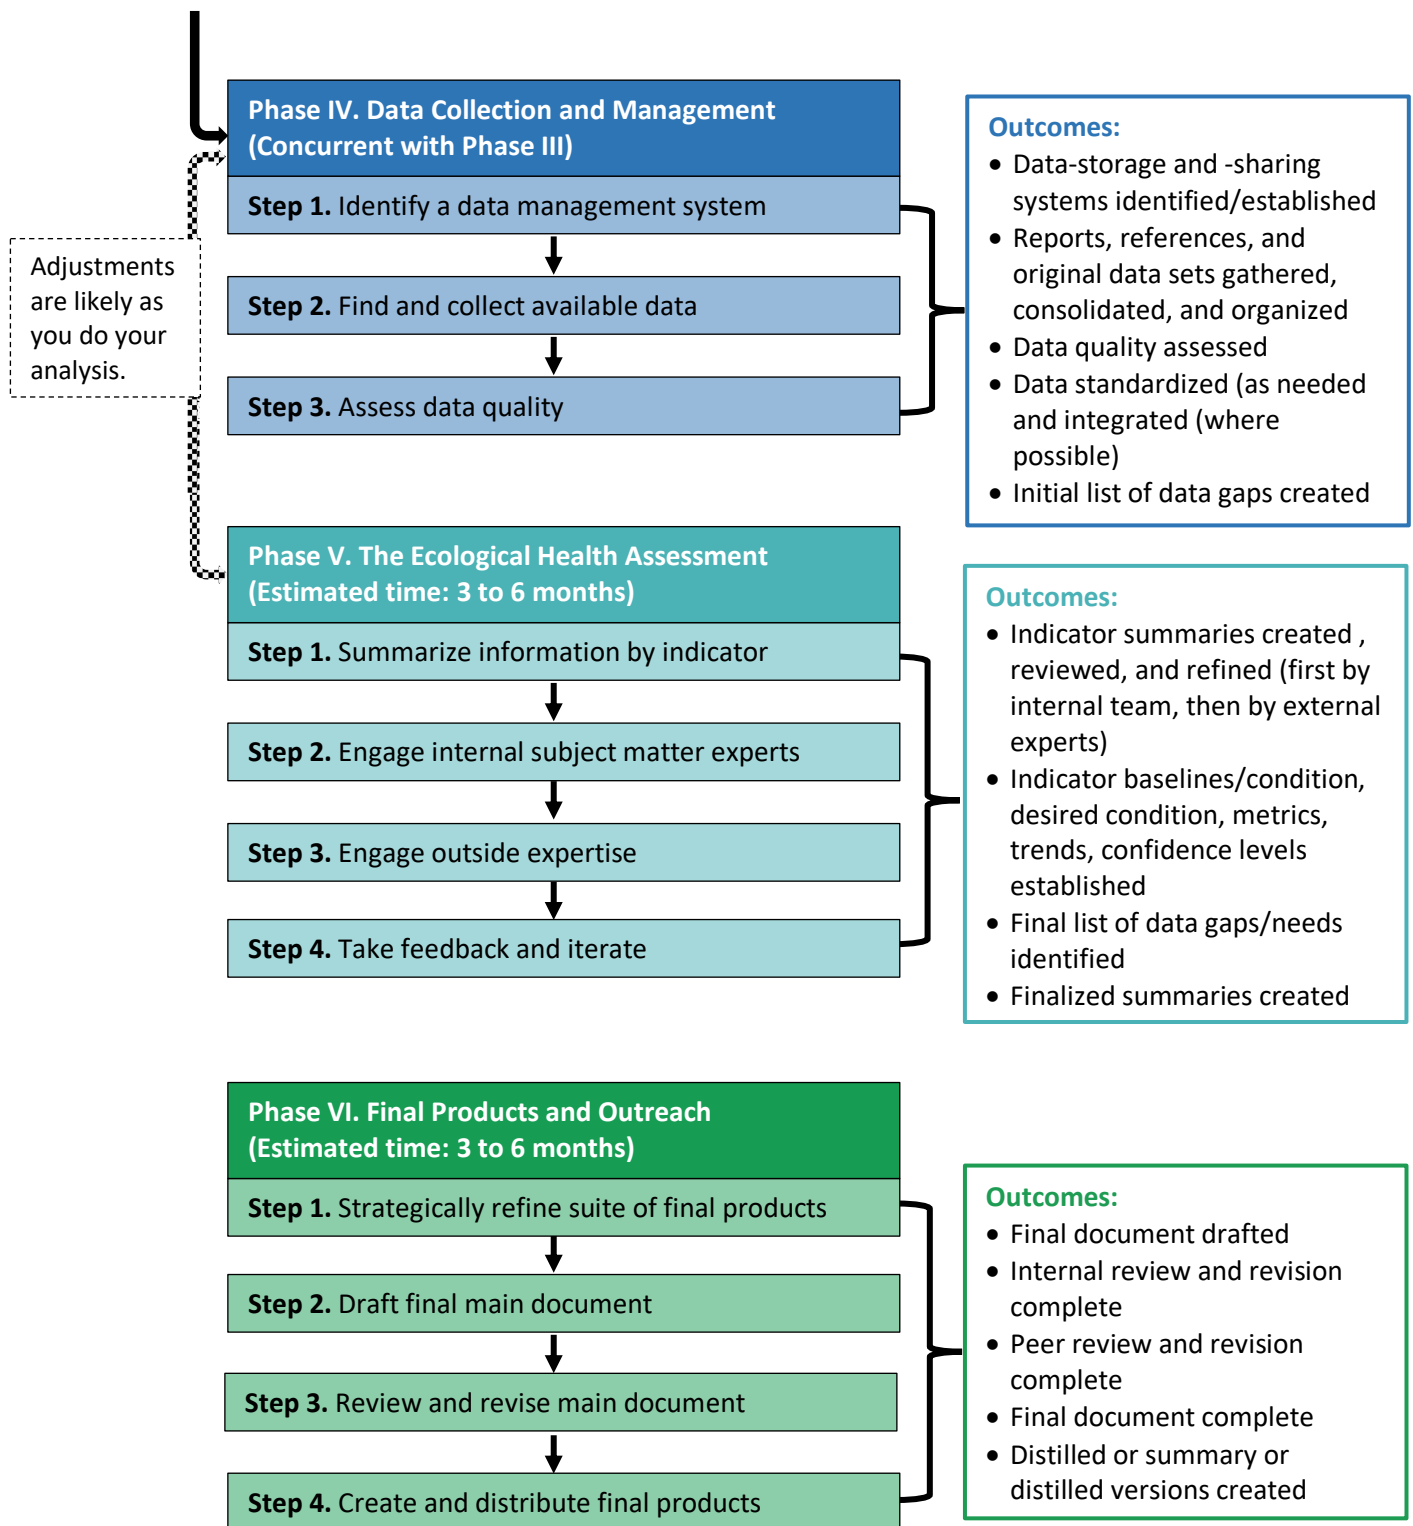 Phase IV. Data Collection and Management
(Concurrent with Phase III)
Step 1. Identify a data management system
Step 2. Find and collect available data
Step 3. Assess data quality
Outcomes:
• Data-storage and -sharing
systems identified/established
• Reports, references, and
original data sets gathered,
consolidated, and organized
• Data quality assessed
• Data standardized (as needed
and integrated (where
possible)
• Initial list of data gaps created
Adjustments
are likely as
you do your
analysis.
Phase V. The Ecological Health Assessment
(Estimated time: 3 to 6 months)
Step 1. Summarize information by indicator
Step 2. Engage internal subject matter experts
Step 3. Engage outside expertise
Step 4. Take feedback and iterate
Outcomes:
• Indicator summaries created ,
reviewed, and refined (first by
internal team, then by external
experts)
• Indicator baselines/condition,
desired condition, metrics,
trends, confidence levels
established
• Final list of data gaps/needs
identified
• Finalized summaries created
Phase VI. Final Products and Outreach
(Estimated time: 3 to 6 months)
Step 1. Strategically refine suite of final products
Step 2. Draft final main document
Step 3. Review and revise main document
Step 4. Create and distribute final products
Outcomes:
• Final document drafted
• Internal review and revision
complete
• Peer review and revision
complete
• Final document complete
• Distilled or summary or
distilled versions created